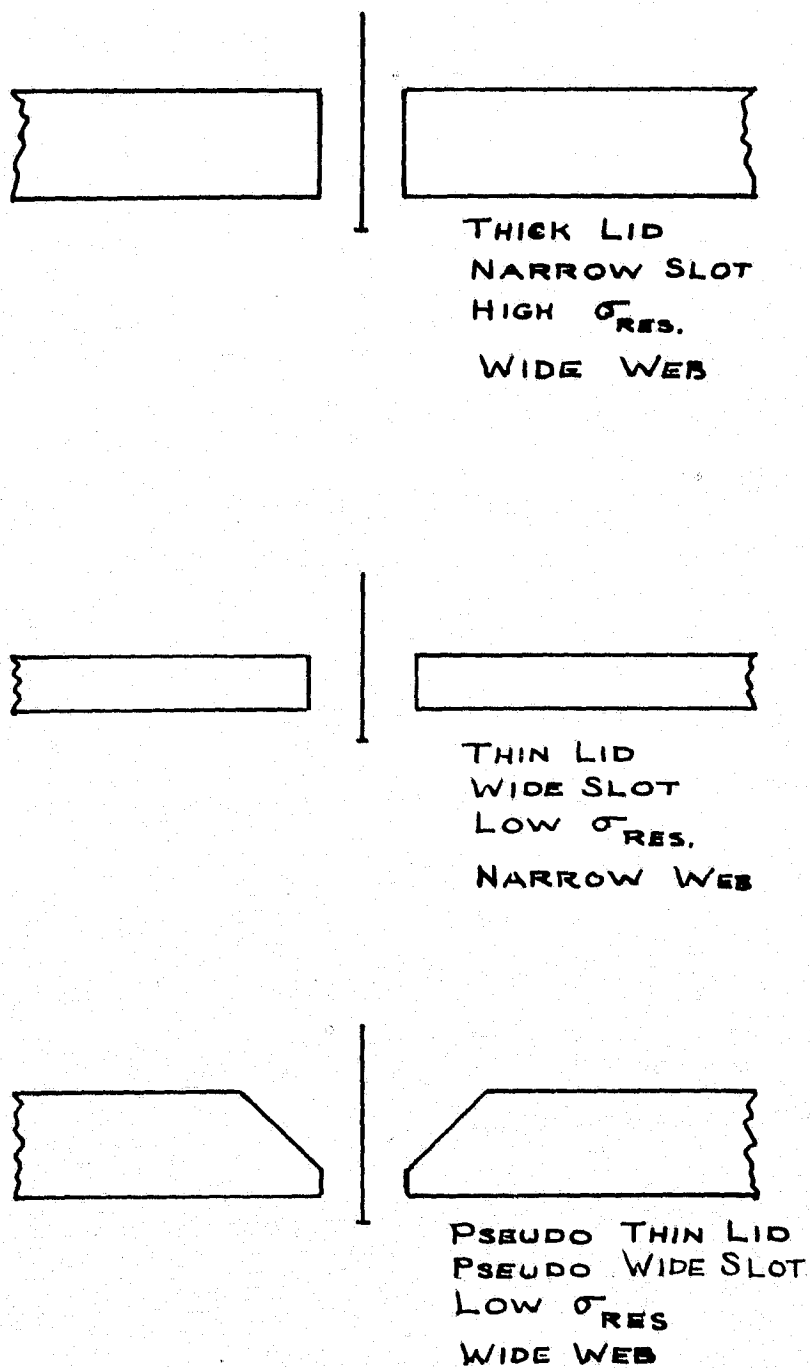 THICK LID
NARROW SLOT
HIGH σRES.
WIDE WEB
THIN LID
WIDE SLOT
LOW σRES.
NARROW WEB
PSEUDO THIN LID
PSEUDO WIDE SLOT
LOW σRES
WIDE WEB